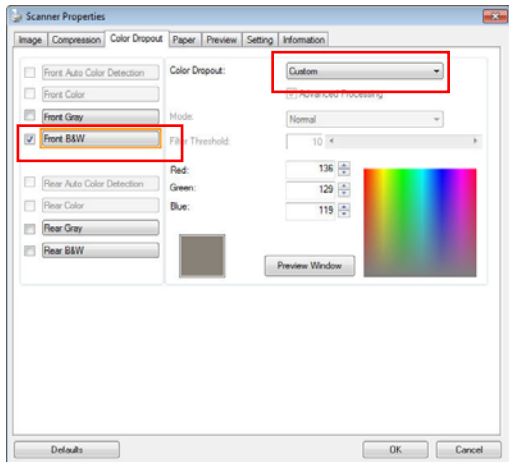 Scanner Properties
Image Compression Color Dropout Paper Preview Setting Information
Front Auto Color Detection
Front Color
Front Gray
Front B&W
Rear Auto Color Detection
Rear Color
Rear Gray
Rear B&W
Color Dropout: Custom
Advanced Processing
Mode: Normal
Filter Threshold: 10
Red: 136
Green: 129
Blue: 119
Preview Window
Defaults OK Cancel